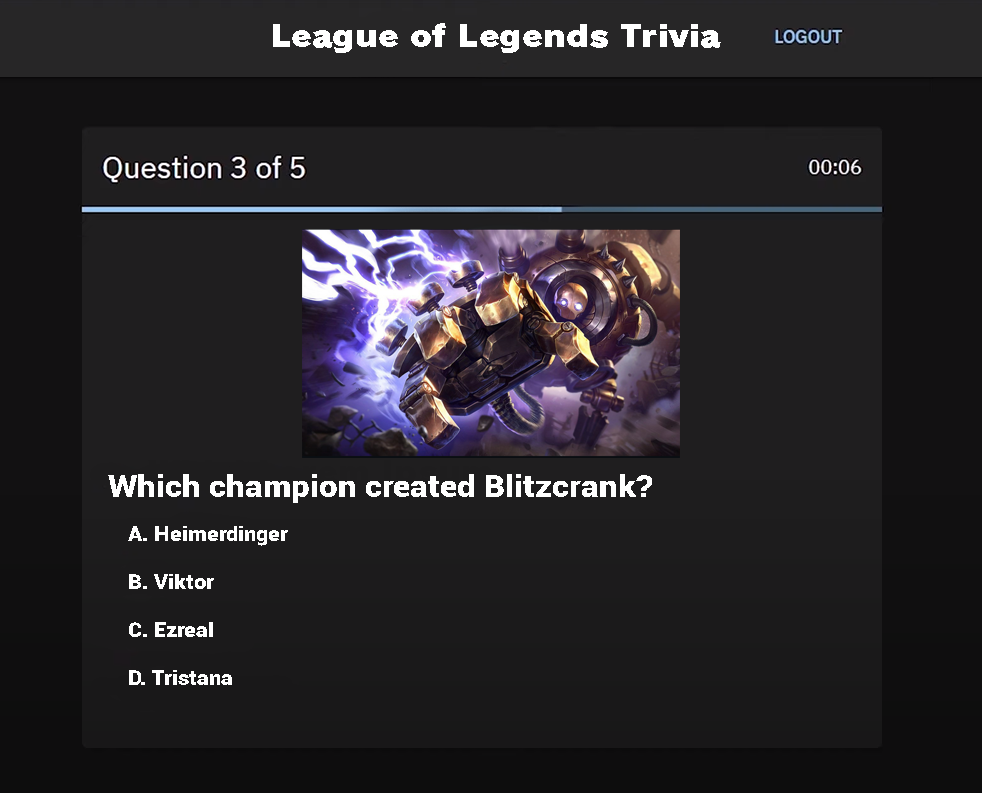 League of Legends Trivia
LOGOUT
Question 3 of 5
00:06
Which champion created Blitzcrank?
A. Heimerdinger
B. Viktor
C. Ezreal
D. Tristana